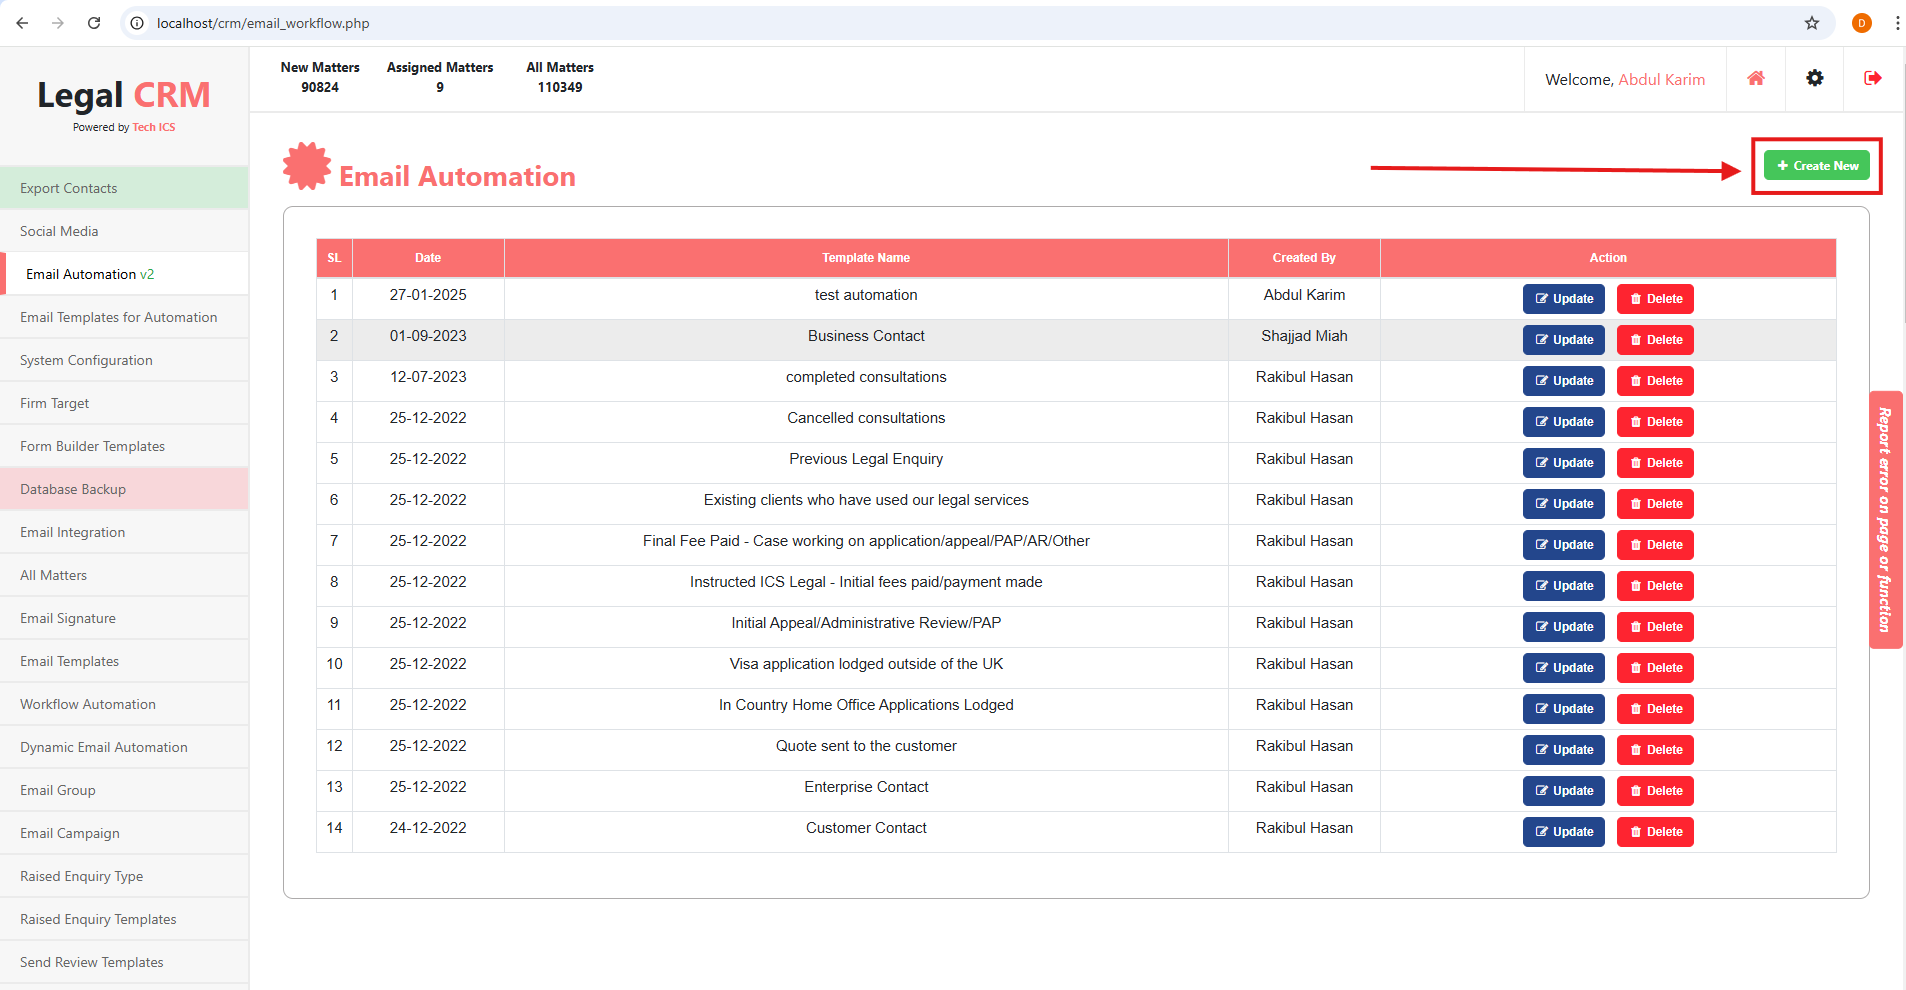 localhost/crm/email_workflow.php
D
Legal CRM
Powered by Tech ICS
New Matters
90824
Assigned Matters
9
All Matters
110349
Welcome, Abdul Karim
Export Contacts
Social Media
Email Automation v2
Email Templates for Automation
System Configuration
Firm Target
Form Builder Templates
Database Backup
Email Integration
All Matters
Email Signature
Email Templates
Workflow Automation
Dynamic Email Automation
Email Group
Email Campaign
Raised Enquiry Type
Raised Enquiry Templates
Send Review Templates
Email Automation
Create New
SL Date Template Name Created By Action
1 27-01-2025 test automation Abdul Karim Update Delete
2 01-09-2023 Business Contact Shajjad Miah Update Delete
3 12-07-2023 completed consultations Rakibul Hasan Update Delete
4 25-12-2022 Cancelled consultations Rakibul Hasan Update Delete
5 25-12-2022 Previous Legal Enquiry Rakibul Hasan Update Delete
6 25-12-2022 Existing clients who have used our legal services Rakibul Hasan Update Delete
7 25-12-2022 Final Fee Paid - Case working on application/appeal/PAP/AR/Other Rakibul Hasan Update Delete
8 25-12-2022 Instructed ICS Legal - Initial fees paid/payment made Rakibul Hasan Update Delete
9 25-12-2022 Initial Appeal/Administrative Review/PAP Rakibul Hasan Update Delete
10 25-12-2022 Visa application lodged outside of the UK Rakibul Hasan Update Delete
11 25-12-2022 In Country Home Office Applications Lodged Rakibul Hasan Update Delete
12 25-12-2022 Quote sent to the customer Rakibul Hasan Update Delete
13 25-12-2022 Enterprise Contact Rakibul Hasan Update Delete
14 24-12-2022 Customer Contact Rakibul Hasan Update Delete
Report error on page or function